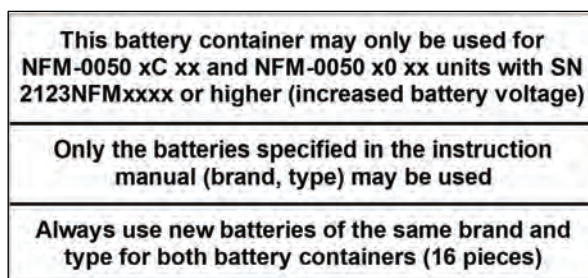 This battery container may only be used for
NFM-0050 xC xx and NFM-0050 x0 xx units with SN
2123NFMxxxx or higher (increased battery voltage)
Only the batteries specified in the instruction
manual (brand, type) may be used
Always use new batteries of the same brand and
type for both battery containers (16 pieces)